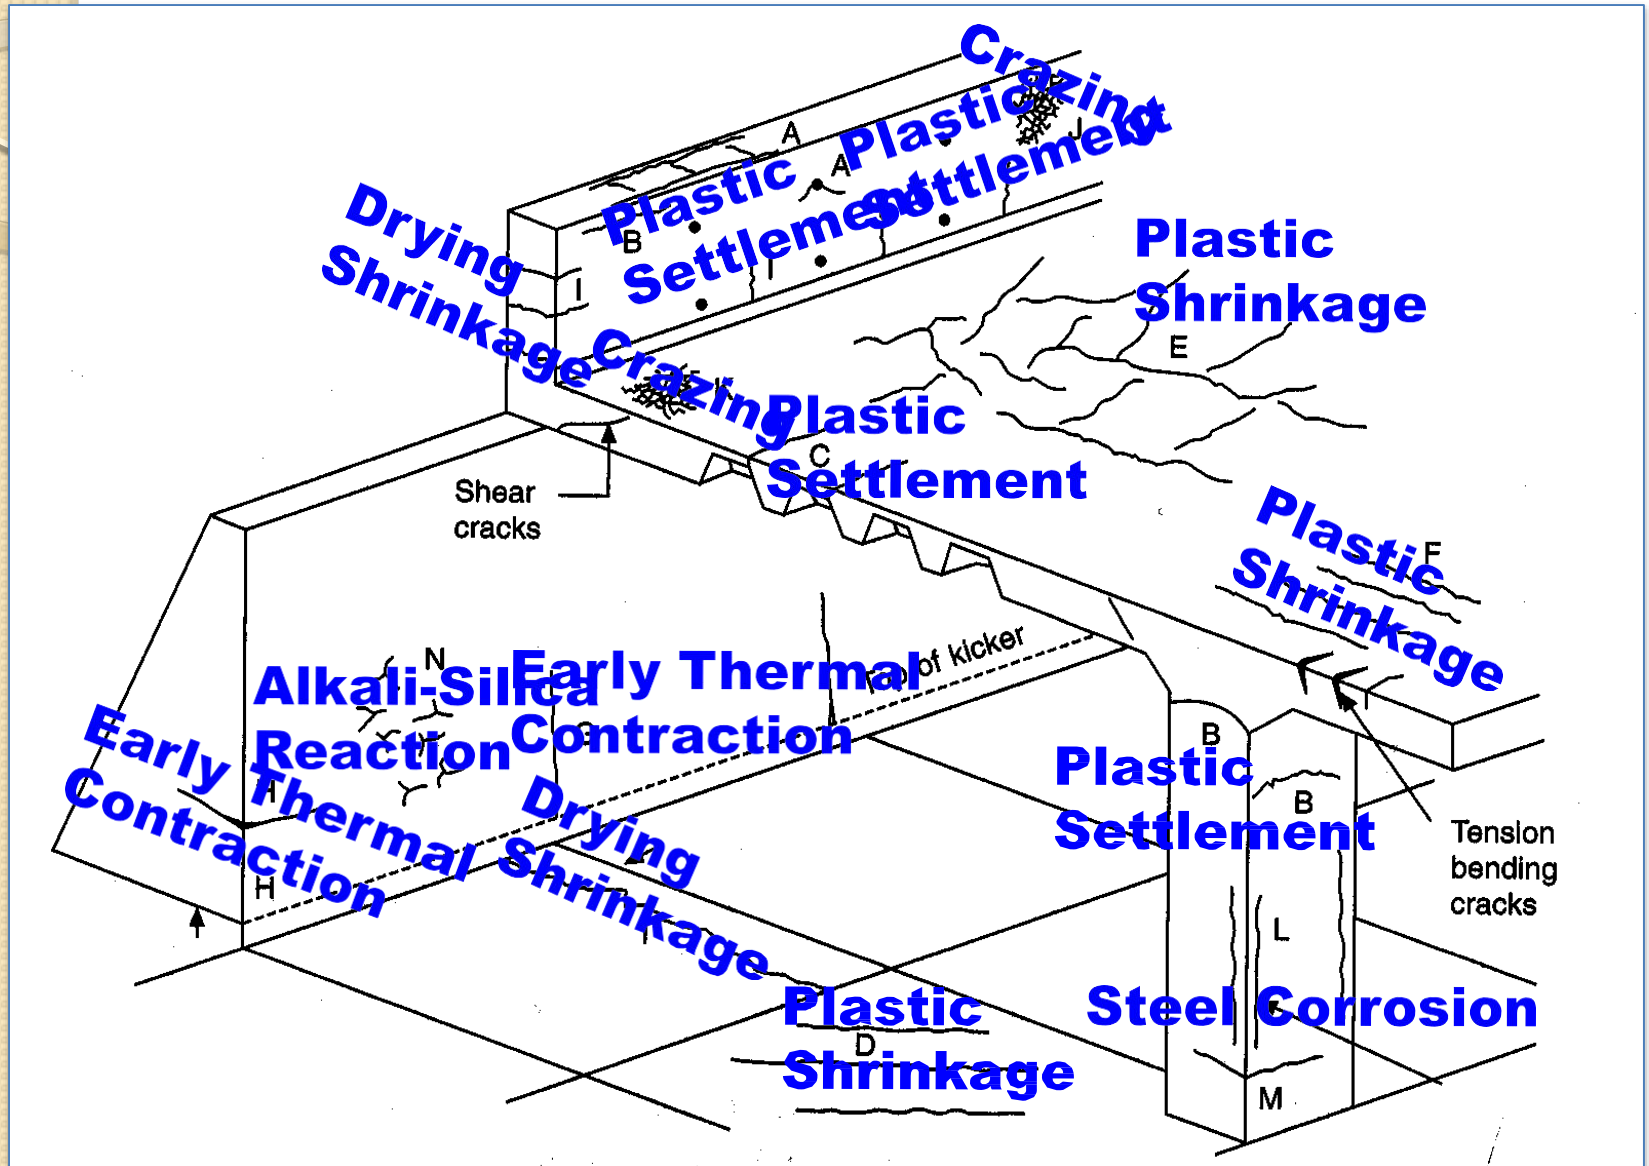 Crazing
Plastic
Settlement
J
A
A
Plastic
Settlement
B
Drying
Shrinkage
I
I
Plastic
Shrinkage
E
Crazing
Plastic
Settlement
C
Shear
cracks
Plastic
Shrinkage
F
Top of kicker
N
Alkali-Silica
Reaction
Early Thermal
Contraction
Early Thermal
Contraction
H
H
Drying
Shrinkage
B
Plastic
Settlement
B
Tension
bending
cracks
L
Steel Corrosion
Plastic
Shrinkage
D
M